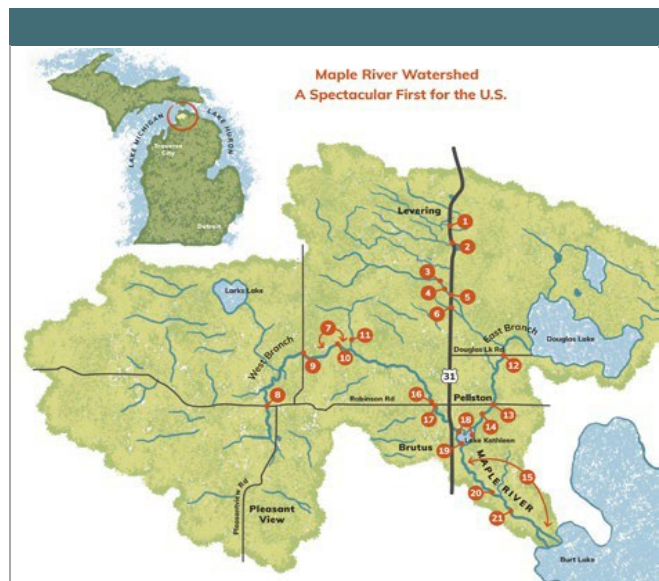 Maple River Watershed
A Spectacular First for the U.S.
LAKE MICHIGAN
LAKE HURON
Traverse
City
Detroit
Levering
1
2
3
4
5
6
Larks Lake
West Branch
7
11
10
9
8
East Branch
Douglas Lake
Douglas Lk Rd
12
31
Robinson Rd
Pellston
16
17
18
13
14
Lake Kathleen
Brutus
19
MAPLE RIVER
15
20
21
Pleasantview Rd
Pleasant
View
Burt Lake